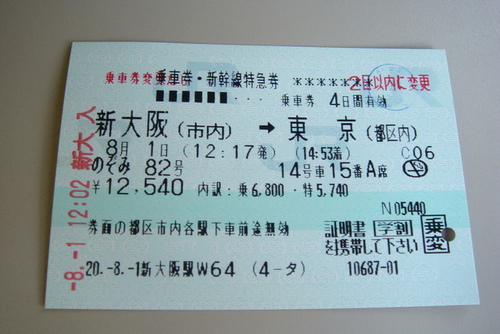 乗車券・新幹線特急券 ********
乗車券変更 2日以内に変更
■■■■■■・・・ 乗車券 4日間有効
新大阪(市内) → 東京(都区内)
8月 1日(12:17発) (14:53着) C06
のぞみ 82号 14号車15番A席
¥12,540 内訳:乗6,800・特5,740
N05440
券面の都区市内各駅下車前途無効 証明書 学割 乗変
を携帯して下さい
20.-8.-1新大阪駅W64 (4-タ) 10687-01
-8.-1 12:02 新大 入